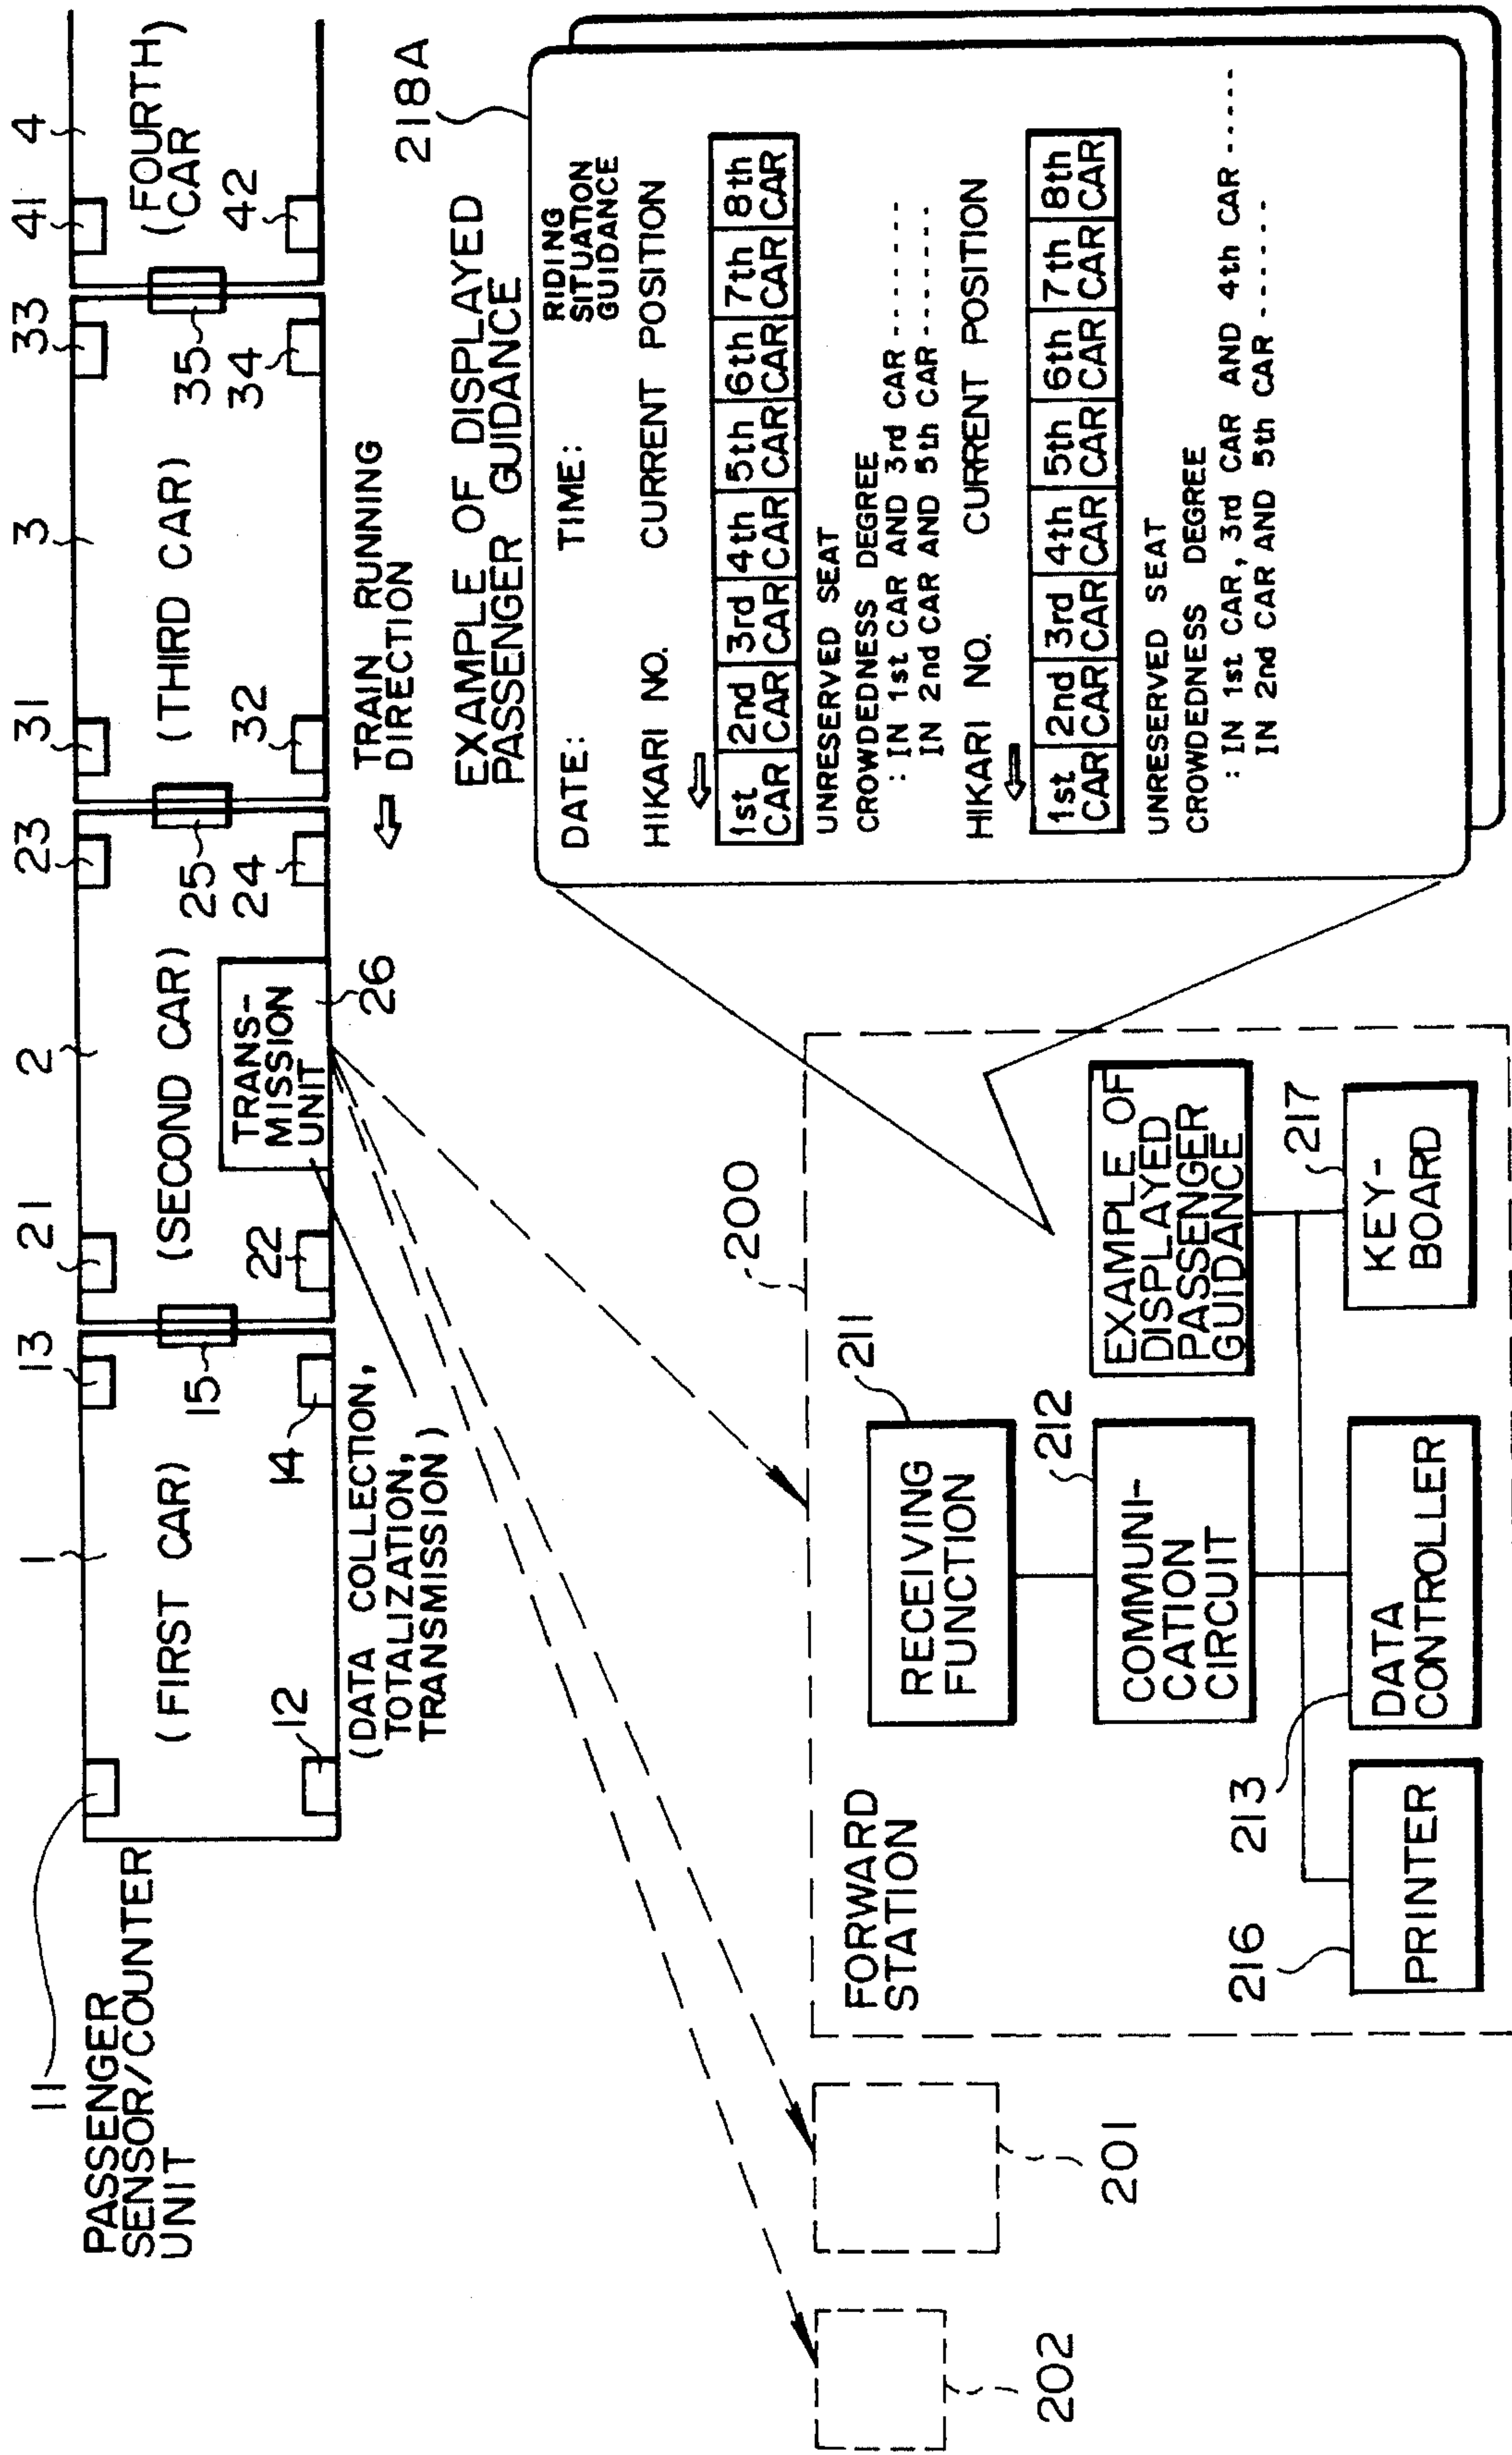 11
PASSENGER
SENSOR/COUNTER
UNIT
1
(FIRST CAR)
12
13
14
15
(DATA COLLECTION,
TOTALIZATION,
TRANSMISSION)
2
(SECOND CAR)
21
22
23
24
25
TRANS-
MISSION
UNIT
26
3
(THIRD CAR)
31
32
33
34
35
TRAIN RUNNING
DIRECTION
4
(FOURTH
CAR)
41
42
EXAMPLE OF DISPLAYED
PASSENGER GUIDANCE
218A
DATE: TIME: RIDING
SITUATION
GUIDANCE
HIKARI NO. CURRENT POSITION
1st 2nd 3rd 4th 5th 6th 7th 8th
CAR CAR CAR CAR CAR CAR CAR CAR
UNRESERVED SEAT
CROWDEDNESS DEGREE
: IN 1st CAR AND 3rd CAR -------
IN 2nd CAR AND 5th CAR ------
HIKARI NO. CURRENT POSITION
1st 2nd 3rd 4th 5th 6th 7th 8th
CAR CAR CAR CAR CAR CAR CAR CAR
UNRESERVED SEAT
CROWDEDNESS DEGREE
: IN 1st CAR, 3rd CAR AND 4th CAR -----
IN 2nd CAR AND 5th CAR ------
202
201
200
FORWARD
STATION
RECEIVING
FUNCTION
211
COMMUNI-
CATION
CIRCUIT
212
EXAMPLE OF
DISPLAYED
PASSENGER
GUIDANCE
216
PRINTER
213
DATA
CONTROLLER
217
KEY-
BOARD